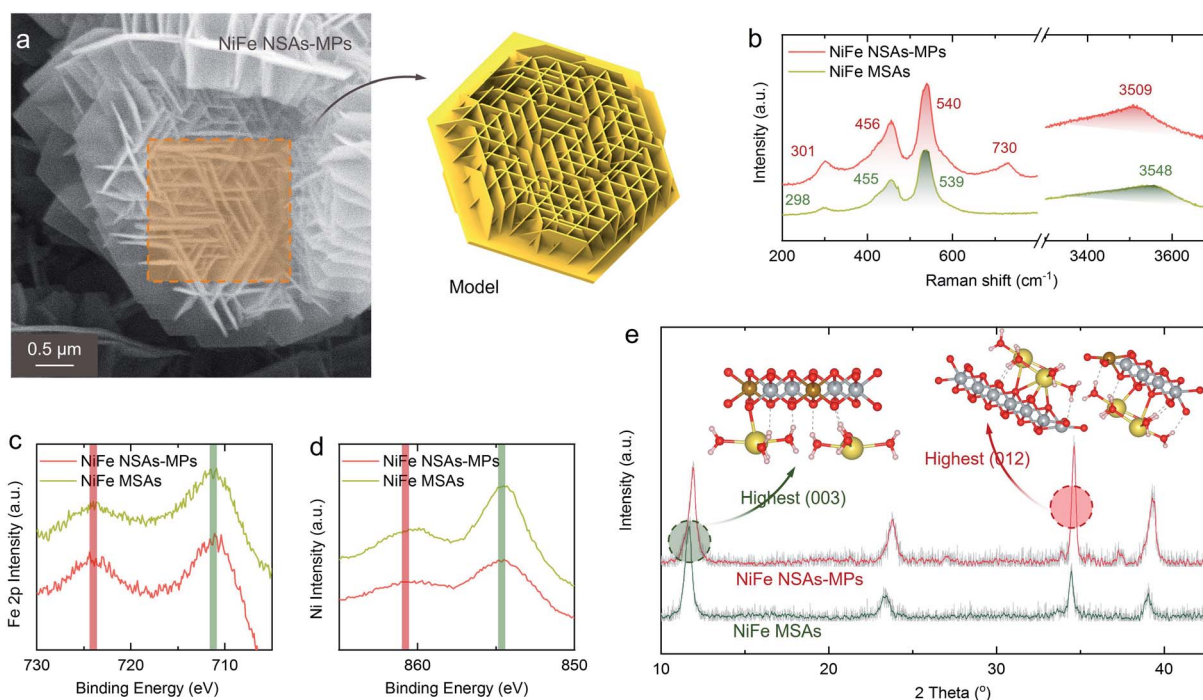 a
NiFe NSAs-MPs
0.5 µm
Model
b
NiFe NSAs-MPs
NiFe MSAs
301
456
540
730
3509
298
455
539
3548
Intensity (a.u.)
200 400 600 3400 3600
Raman shift (cm⁻¹)
c
NiFe NSAs-MPs
NiFe MSAs
Fe 2p Intensity (a.u.)
730 720 710
Binding Energy (eV)
d
NiFe NSAs-MPs
NiFe MSAs
Ni Intensity (a.u.)
860 850
Binding Energy (eV)
e
Highest (003)
Highest (012)
NiFe NSAs-MPs
NiFe MSAs
Intensity (a.u.)
10 20 30 40
2 Theta (°)